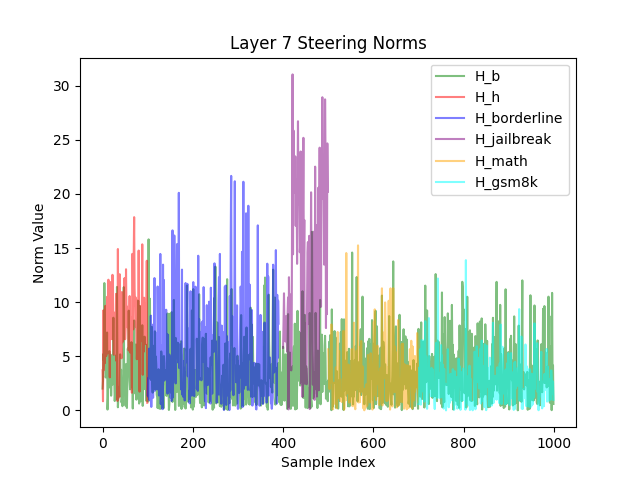 Layer 7 Steering Norms
Norm Value
30
25
20
15
10
5
0
H_b
H_h
H_borderline
H_jailbreak
H_math
H_gsm8k
0
200
400
600
800
1000
Sample Index